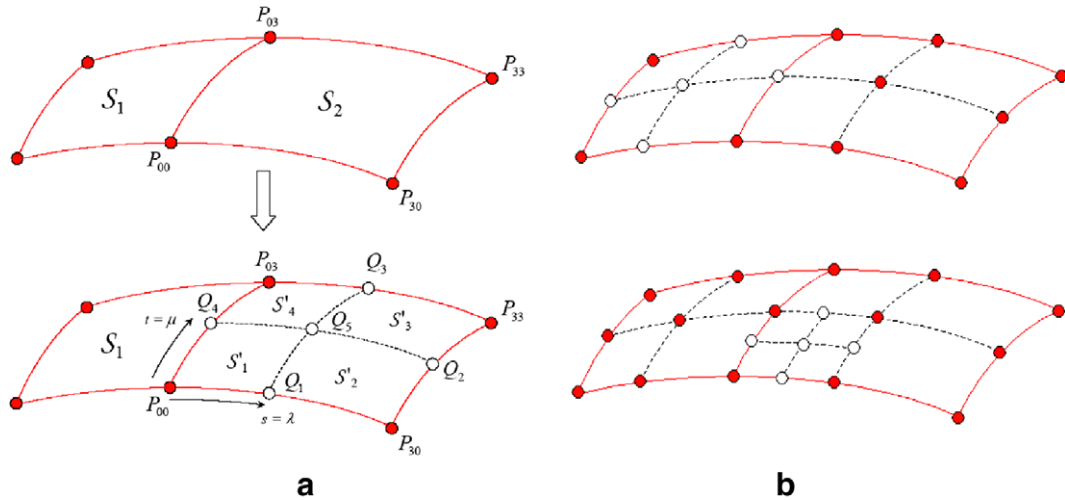 P03
P33
S1
S2
P00
P30
P03
Q3
Q4
S'4
S'3
P33
t = μ
Q5
S1
S'1
S'2
Q2
Q1
P00
s = λ
P30
a
b